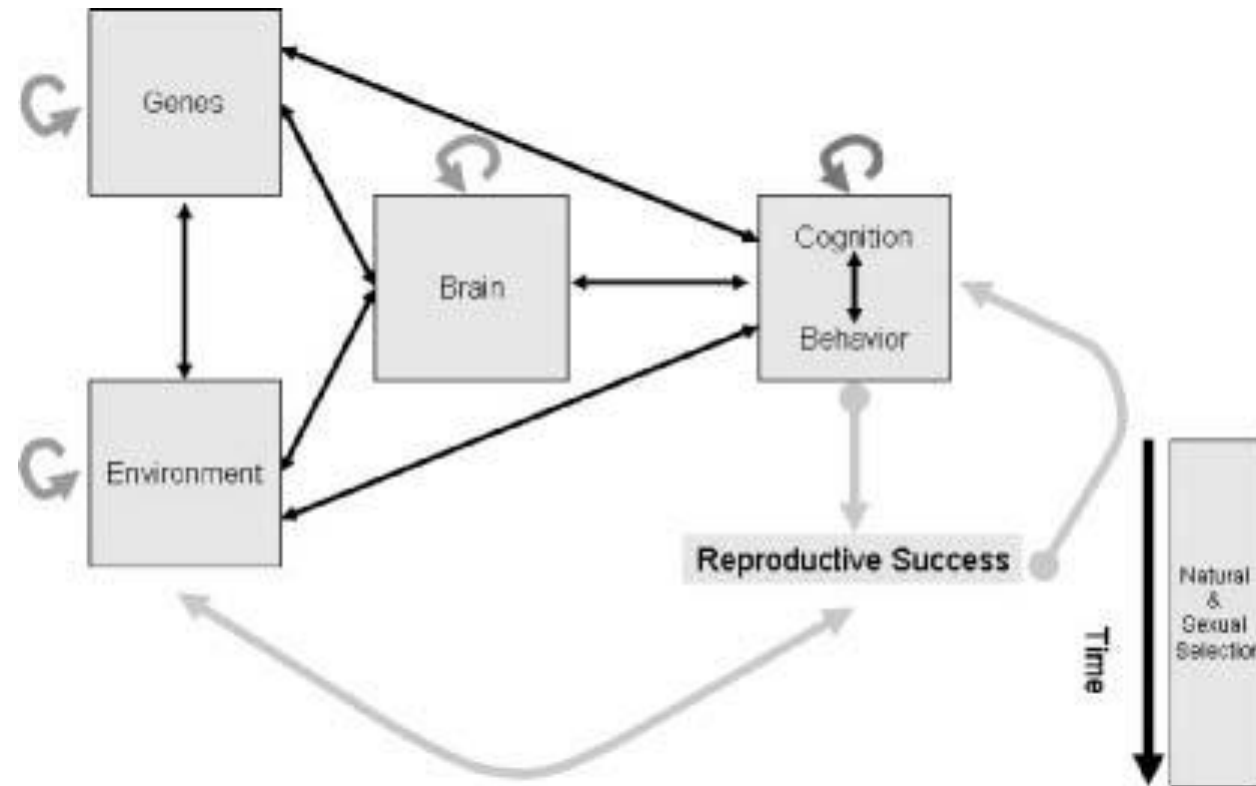 Genes
Brain
Cognition
Behavior
Environment
Reproductive Success
Time
Natural
&
Sexual
Selection